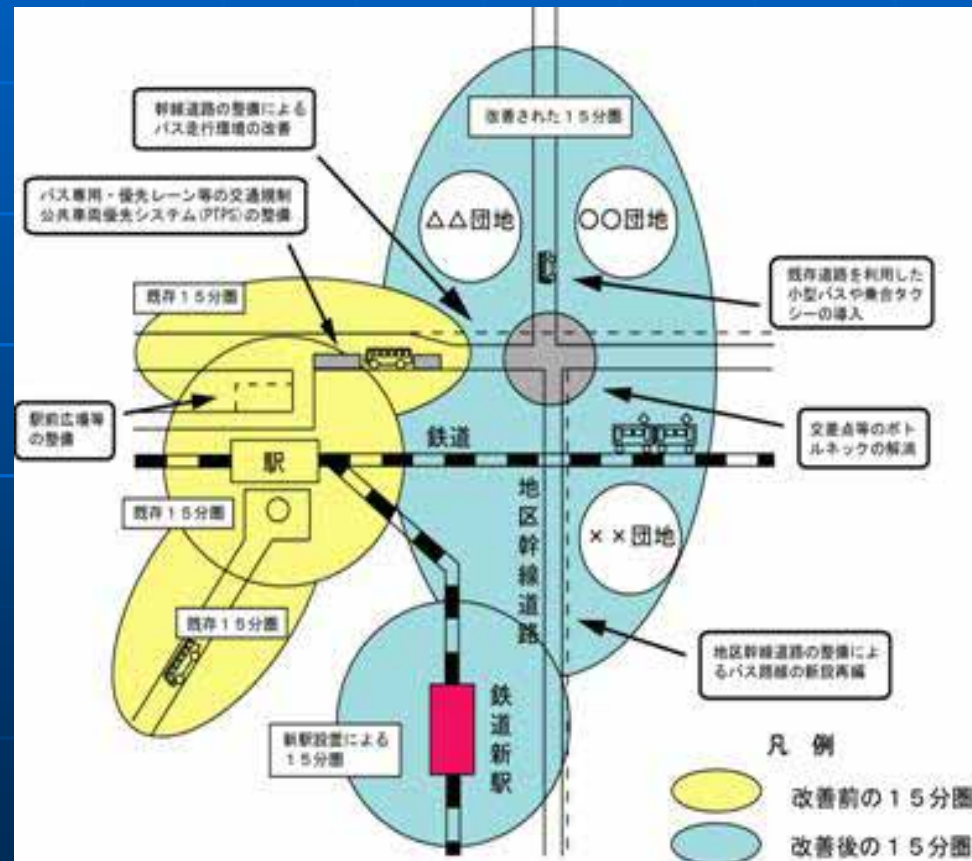 幹線道路の整備による
バス走行環境の改善
改善された15分圏
バス専用・優先レーン等の交通規制
公共車両優先システム(PTPS)の整備
△△団地
〇〇団地
既存15分圏
既存道路を利用した
小型バスや乗合タク
シーの導入
駅前広場等
の整備
鉄道
交差点等のボト
ルネックの解消
駅
既存15分圏
地区幹線道路
××団地
既存15分圏
地区幹線道路の整備によ
るバス路線の新設再編
鉄道新駅
新駅設置による
15分圏
凡 例
改善前の15分圏
改善後の15分圏